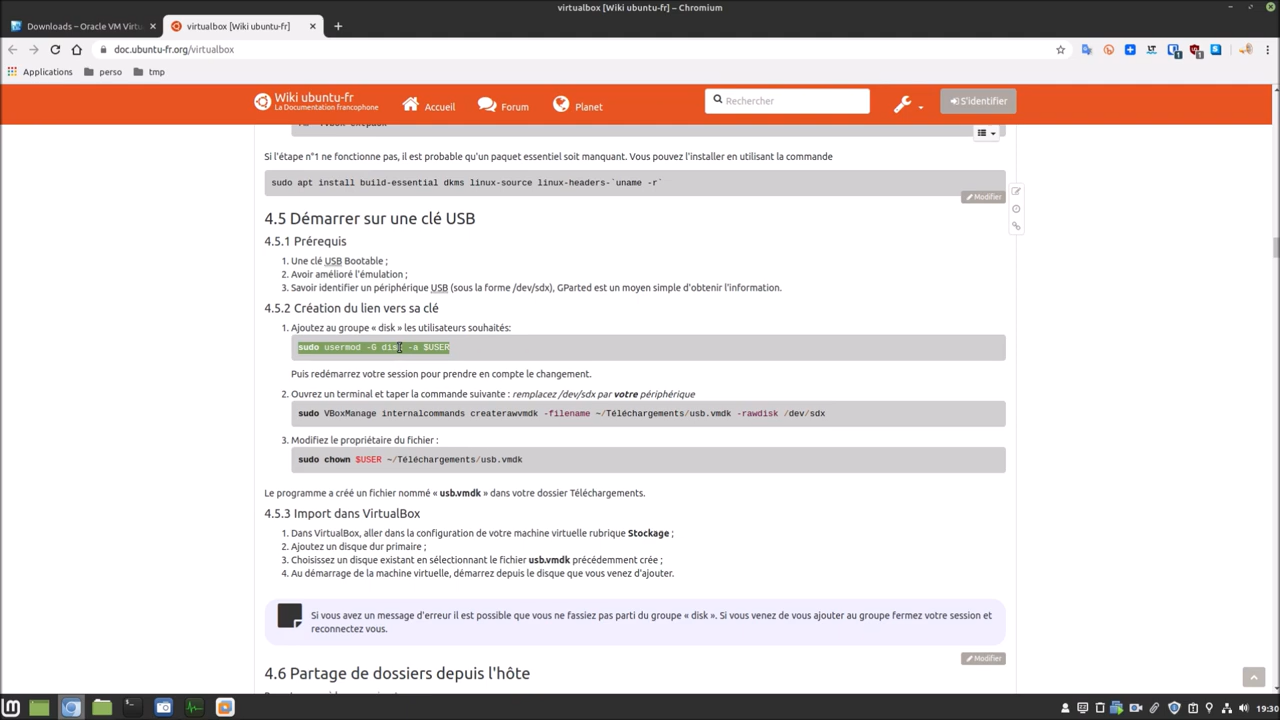 virtualbox [Wiki ubuntu-fr] – Chromium
Downloads – Oracle VM Virtu
virtualbox [Wiki ubuntu-fr]
doc.ubuntu-fr.org/virtualbox
Applications
perso
tmp
Wiki ubuntu-fr
La Documentation francophone
Accueil
Forum
Planet
Rechercher
S'identifier
Si l'étape n°1 ne fonctionne pas, il est probable qu'un paquet essentiel soit manquant. Vous pouvez l'installer en utilisant la commande
sudo apt install build-essential dkms linux-source linux-headers-`uname -r`
Modifier
4.5 Démarrer sur une clé USB
4.5.1 Prérequis
1. Une clé USB Bootable ;
2. Avoir amélioré l'émulation ;
3. Savoir identifier un périphérique USB (sous la forme /dev/sdx), GParted est un moyen simple d'obtenir l'information.
4.5.2 Création du lien vers sa clé
1. Ajoutez au groupe « disk » les utilisateurs souhaités:
sudo usermod -G disk -a $USER
Puis redémarrez votre session pour prendre en compte le changement.
2. Ouvrez un terminal et taper la commande suivante : remplacez /dev/sdx par votre périphérique
sudo VBoxManage internalcommands createrawvmdk -filename ~/Téléchargements/usb.vmdk -rawdisk /dev/sdx
3. Modifiez le propriétaire du fichier :
sudo chown $USER ~/Téléchargements/usb.vmdk
Le programme a créé un fichier nommé « usb.vmdk » dans votre dossier Téléchargements.
4.5.3 Import dans VirtualBox
1. Dans VirtualBox, aller dans la configuration de votre machine virtuelle rubrique Stockage ;
2. Ajoutez un disque dur primaire ;
3. Choisissez un disque existant en sélectionnant le fichier usb.vmdk précédemment crée ;
4. Au démarrage de la machine virtuelle, démarrez depuis le disque que vous venez d'ajouter.
Si vous avez un message d'erreur il est possible que vous ne fassiez pas parti du groupe « disk ». Si vous venez de vous ajouter au groupe fermez votre session et
reconnectez vous.
Modifier
4.6 Partage de dossiers depuis l'hôte
19:30